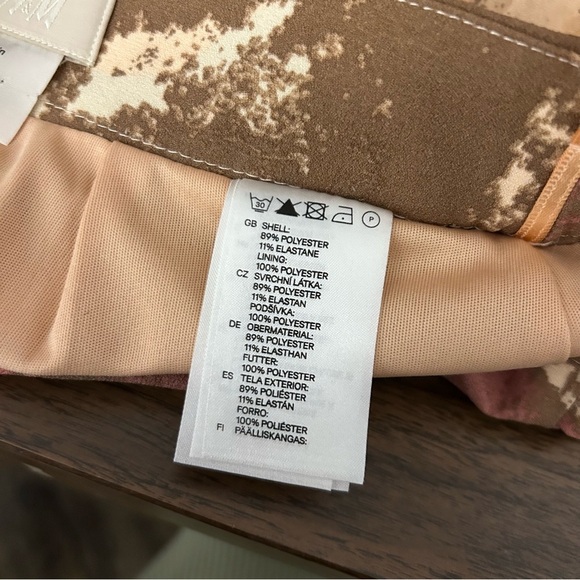 30
P
GB SHELL:
89% POLYESTER
11% ELASTANE
LINING:
100% POLYESTER
CZ SVRCHNÍ LÁTKA:
89% POLYESTER
11% ELASTAN
PODŠÍVKA:
100% POLYESTER
DE OBERMATERIAL:
89% POLYESTER
11% ELASTHAN
FUTTER:
100% POLYESTER
ES TELA EXTERIOR:
89% POLIÉSTER
11% ELASTÁN
FORRO:
100% POLIÉSTER
FI PÄÄLLISKANGAS: